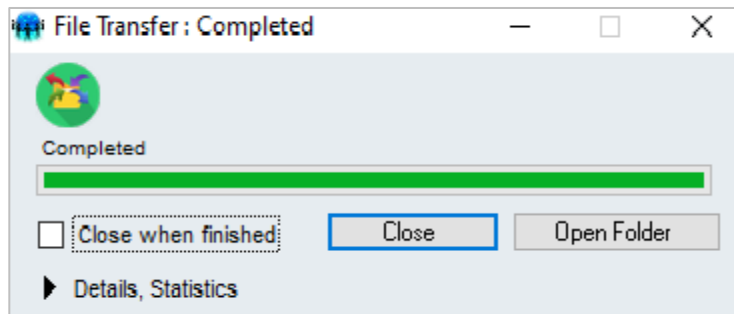 File Transfer : Completed
Completed
Close when finished
Close
Open Folder
Details, Statistics